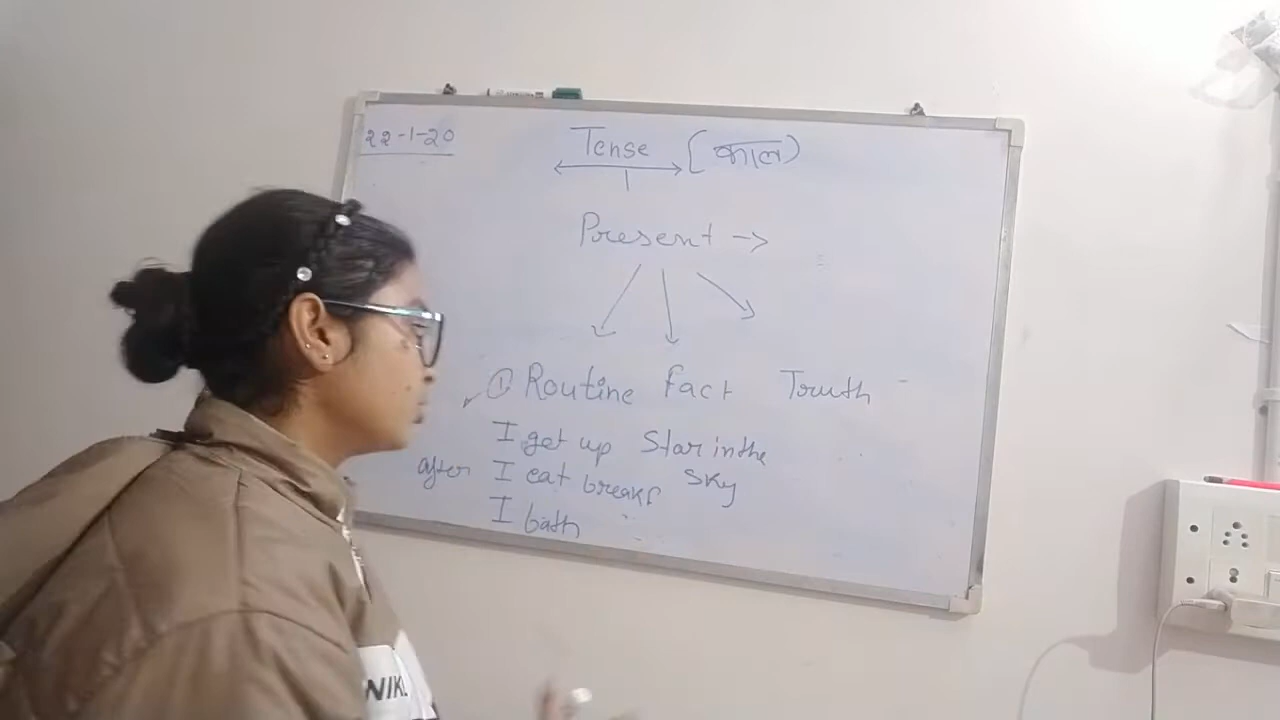 22-1-20
Tense (काल)
Present →
① Routine Fact Truth
I get up Star in the
after I eat breakf sky
I bath
NIKE